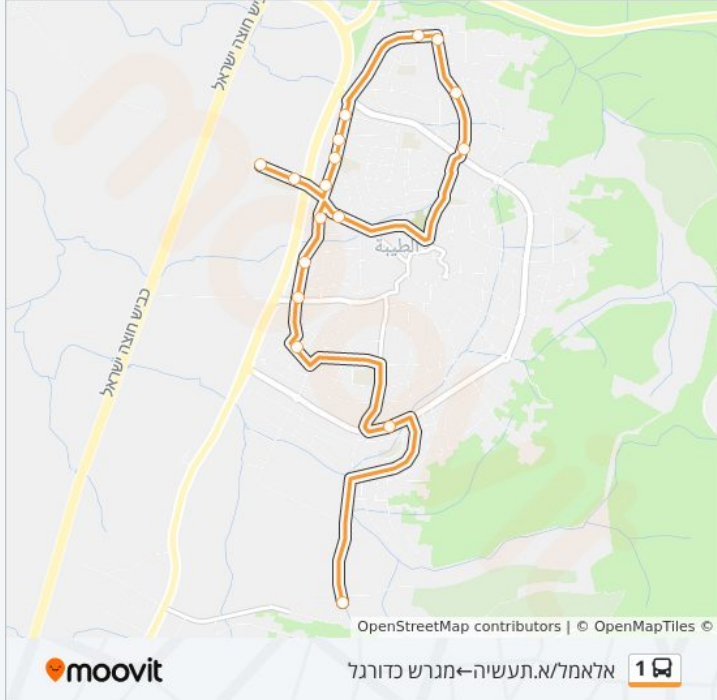 כביש חוצה ישראל
כביש חוצה ישראל
الطيبة
OpenStreetMap contributors | © OpenMapTiles ©
moovit
אלאמל/א.תעשיה←מגרש כדורגל
1